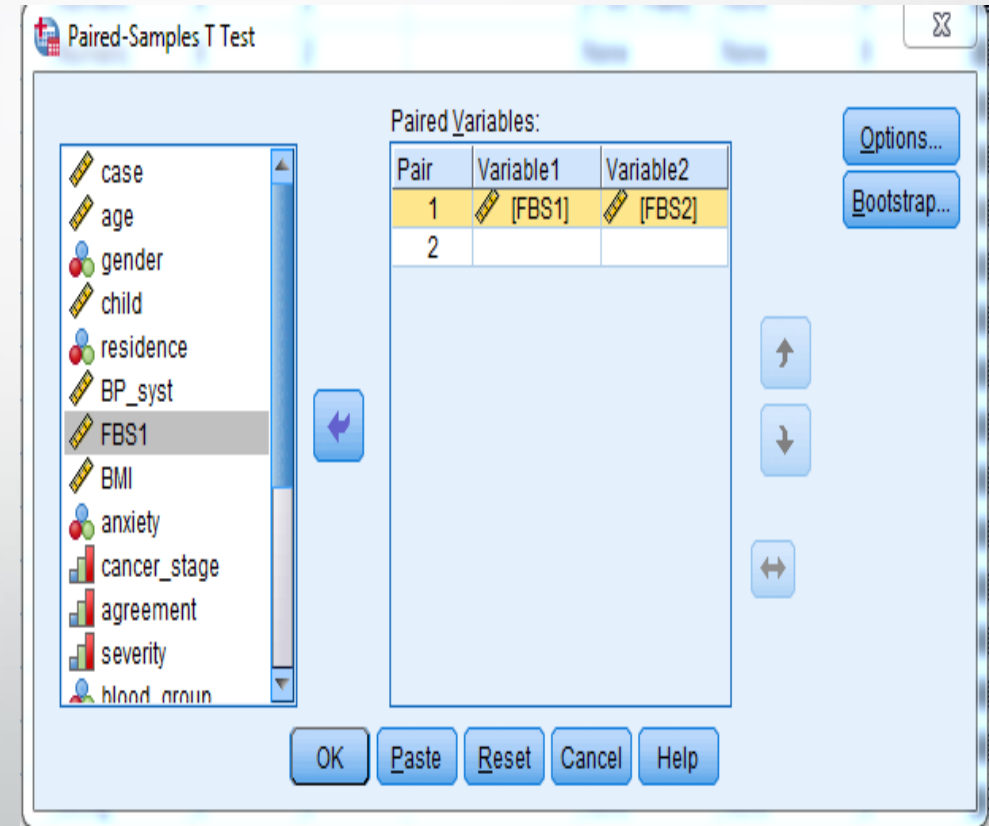 Paired-Samples T Test
Paired Variables:
Pair Variable1 Variable2
1 [FBS1] [FBS2]
2
case
age
gender
child
residence
BP_syst
FBS1
BMI
anxiety
cancer_stage
agreement
severity
blood_group
Options...
Bootstrap...
OK Paste Reset Cancel Help